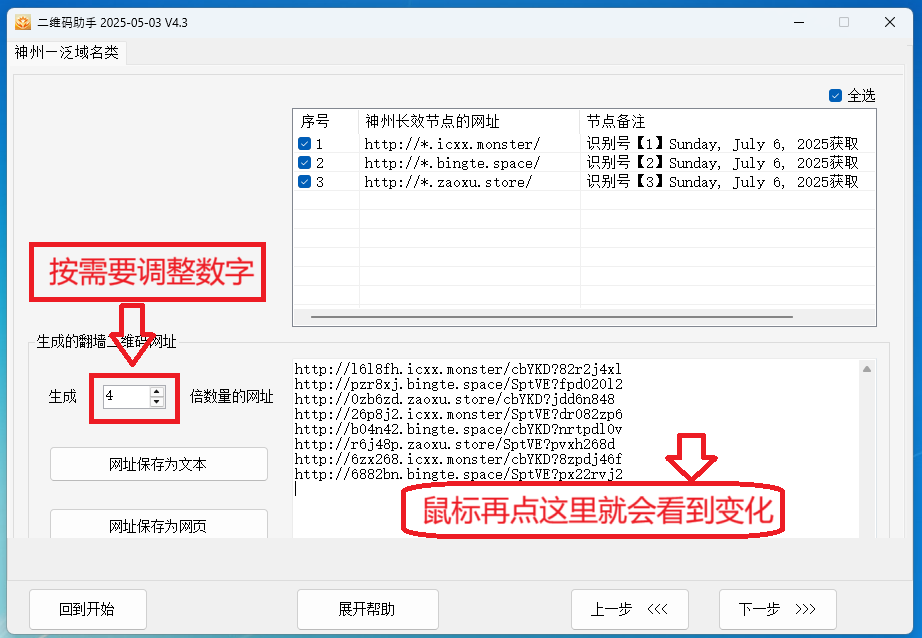 二维码助手 2025-05-03 V4.3
神州一泛域名类
全选
序号 神州长效节点的网址 节点备注
1 http://*.icxx.monster/ 识别号【1】Sunday, July 6, 2025获取
2 http://*.bingte.space/ 识别号【2】Sunday, July 6, 2025获取
3 http://*.zaoxu.store/ 识别号【3】Sunday, July 6, 2025获取
按需要调整数字
生成的翻墙二维码网址
生成 4 倍数量的网址
http://l6l8fh.icxx.monster/cbYKD?82r2j4xl
http://pzr8xj.bingte.space/SptVE?fpd020l2
http://0zb6zd.zaoxu.store/cbYKD?jdd6n848
http://26p8j2.icxx.monster/SptVE?dr082zp6
http://b04n42.bingte.space/cbYKD?nrtpdl0v
http://r6j48p.zaoxu.store/SptVE?pvxh268d
http://6zx268.icxx.monster/cbYKD?8zpdj46f
http://6882bn.bingte.space/SptVE?px22rvj2
网址保存为文本
鼠标再点这里就会看到变化
网址保存为网页
回到开始 展开帮助 上一步 <<< 下一步 >>>